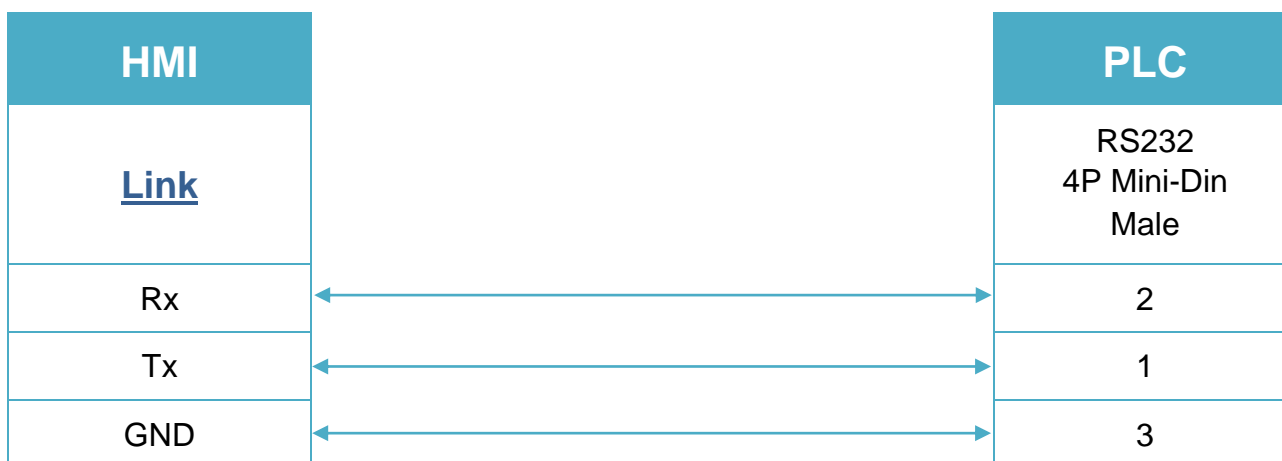 HMI
PLC
Link
RS232
4P Mini-Din
Male
Rx
2
Tx
1
GND
3